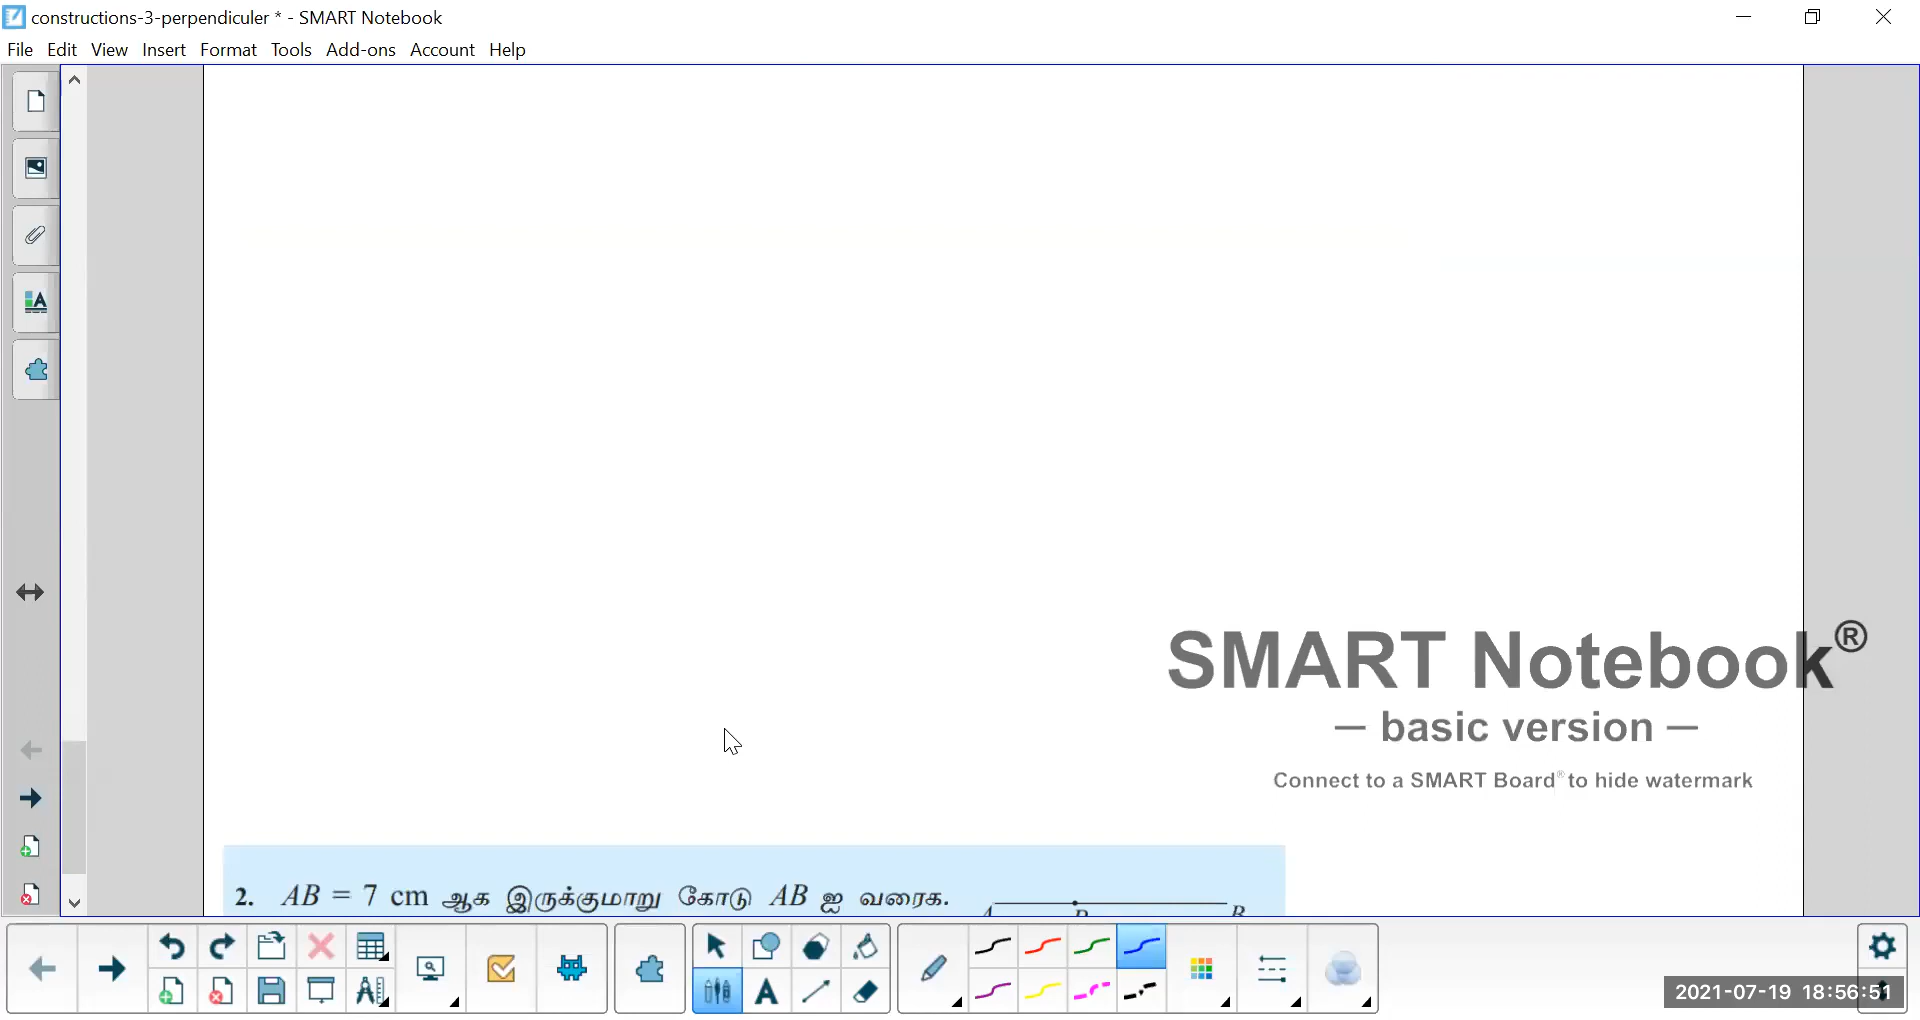 constructions-3-perpendiculer * - SMART Notebook
File Edit View Insert Format Tools Add-ons Account Help
SMART Notebook®
— basic version —
Connect to a SMART Board® to hide watermark
2. AB = 7 cm ஆக இருக்குமாறு கோடு AB ஐ வரைக.
A B
2021-07-19 18:56:51